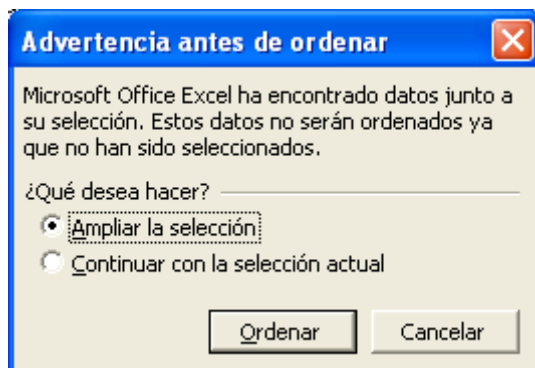 Advertencia antes de ordenar
Microsoft Office Excel ha encontrado datos junto a
su selección. Estos datos no serán ordenados ya
que no han sido seleccionados.
¿Qué desea hacer?
Ampliar la selección
Continuar con la selección actual
Ordenar
Cancelar